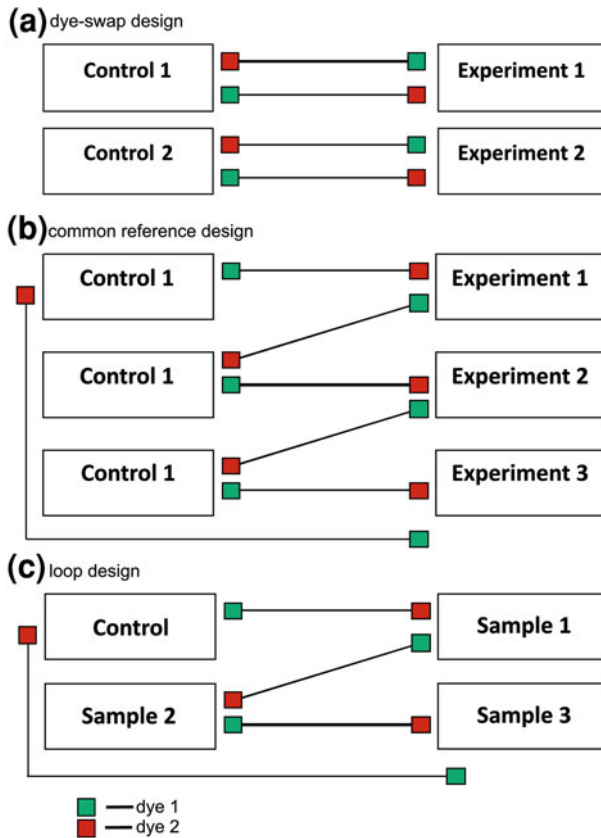 (a) dye-swap design
Control 1 Experiment 1
Control 2 Experiment 2
(b) common reference design
Control 1 Experiment 1
Control 1 Experiment 2
Control 1 Experiment 3
(c) loop design
Control Sample 1
Sample 2 Sample 3
dye 1
dye 2